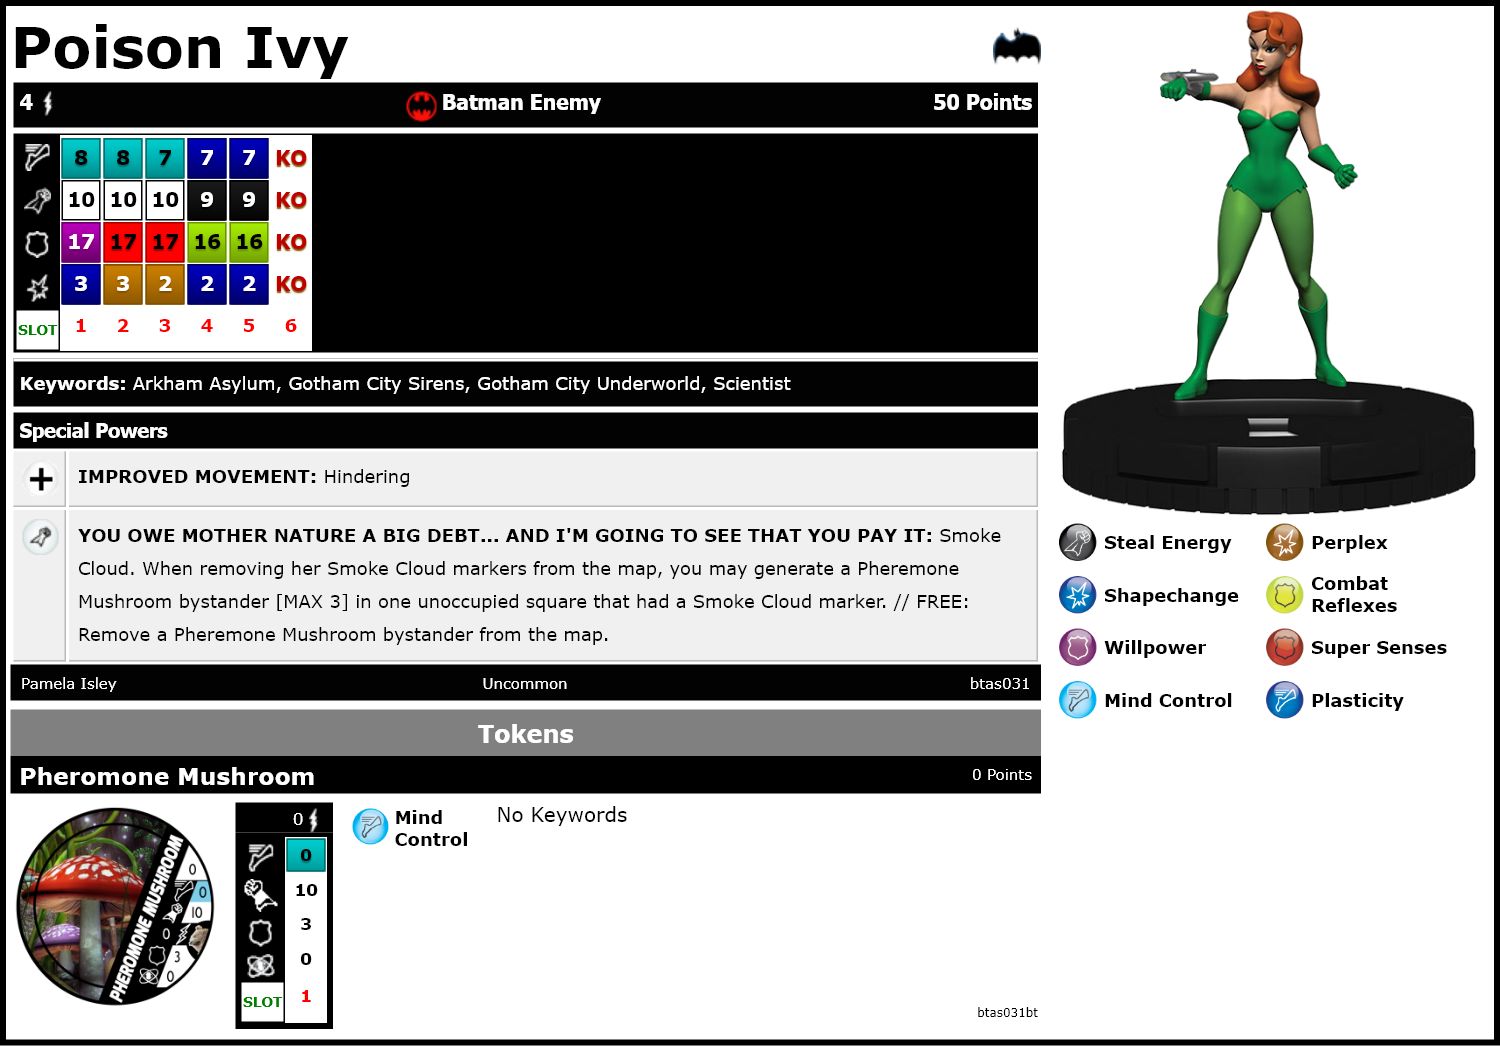 Poison Ivy
4 Batman Enemy 50 Points
8 8 7 7 7 KO
10 10 10 9 9 KO
17 17 17 16 16 KO
3 3 2 2 2 KO
SLOT 1 2 3 4 5 6
Keywords: Arkham Asylum, Gotham City Sirens, Gotham City Underworld, Scientist
Special Powers
IMPROVED MOVEMENT: Hindering
YOU OWE MOTHER NATURE A BIG DEBT... AND I'M GOING TO SEE THAT YOU PAY IT: Smoke
Cloud. When removing her Smoke Cloud markers from the map, you may generate a Pheremone
Mushroom bystander [MAX 3] in one unoccupied square that had a Smoke Cloud marker. // FREE:
Remove a Pheremone Mushroom bystander from the map.
Pamela Isley Uncommon btas031
Steal Energy Perplex
Shapechange Combat
Reflexes
Willpower Super Senses
Mind Control Plasticity
Tokens
Pheromone Mushroom 0 Points
PHEROMONE MUSHROOM
0
0
10
0
3
0
0
0
10
3
0
SLOT 1
Mind
Control
No Keywords
btas031bt